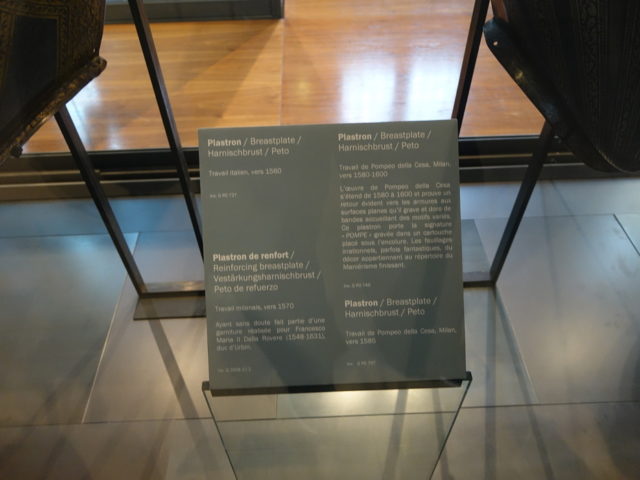 Plastron / Breastplate /
Harnischbrust / Peto
Travail italien, vers 1560
Plastron de renfort /
Reinforcing breastplate /
Vestärkungsharnischbrust /
Peto de refuerzo
Travail milanais, vers 1570
Ayant sans doute fait partie d'une
garniture réalisée pour Francesco
Maria II Della Rovere (1548-1631),
duc d'Urbin.
Plastron / Breastplate /
Harnischbrust / Peto
Travail de Pompeo della Cesa, Milan,
vers 1580-1600
L'œuvre de Pompeo della Cesa
s'étend de 1580 à 1600 et prouve un
retour évident vers les armures aux
surfaces planes qu'il grave et dore de
bandes accueillant des motifs variés.
Ce plastron porte la signature
« POMPE » gravée dans un cartouche
placé sous l'encolure. Les feuillages
irrationnels, parfois fantastiques, du
décor appartiennent au répertoire du
Maniérisme finissant.
Plastron / Breastplate /
Harnischbrust / Peto
Travail de Pompeo della Cesa, Milan,
vers 1585